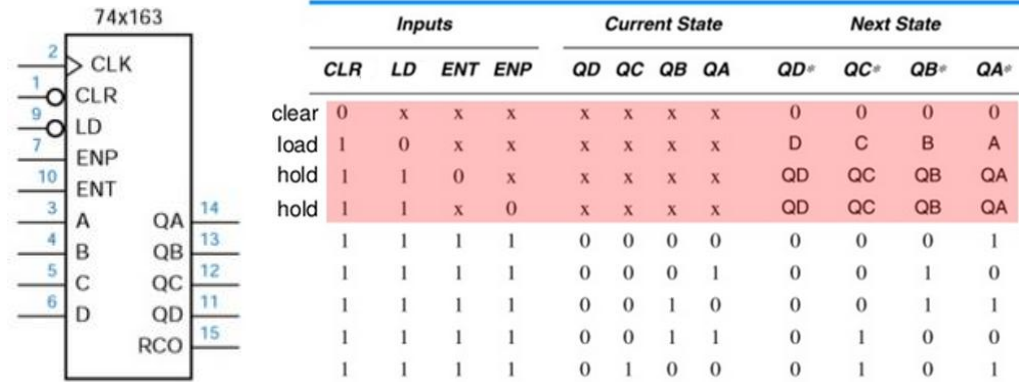 74x163
2 CLK
1 CLR
9 LD
7 ENP
10 ENT
3 A QA 14
4 B QB 13
5 C QC 12
6 D QD 11
RCO 15
Inputs Current State Next State
CLR LD ENT ENP QD QC QB QA QD* QC* QB* QA*
clear 0 x x x x x x x 0 0 0 0
load 1 0 x x x x x x D C B A
hold 1 1 0 x x x x x QD QC QB QA
hold 1 1 x 0 x x x x QD QC QB QA
1 1 1 1 0 0 0 0 0 0 0 1
1 1 1 1 0 0 0 1 0 0 1 0
1 1 1 1 0 0 1 0 0 0 1 1
1 1 1 1 0 0 1 1 0 1 0 0
1 1 1 1 0 1 0 0 0 1 0 1